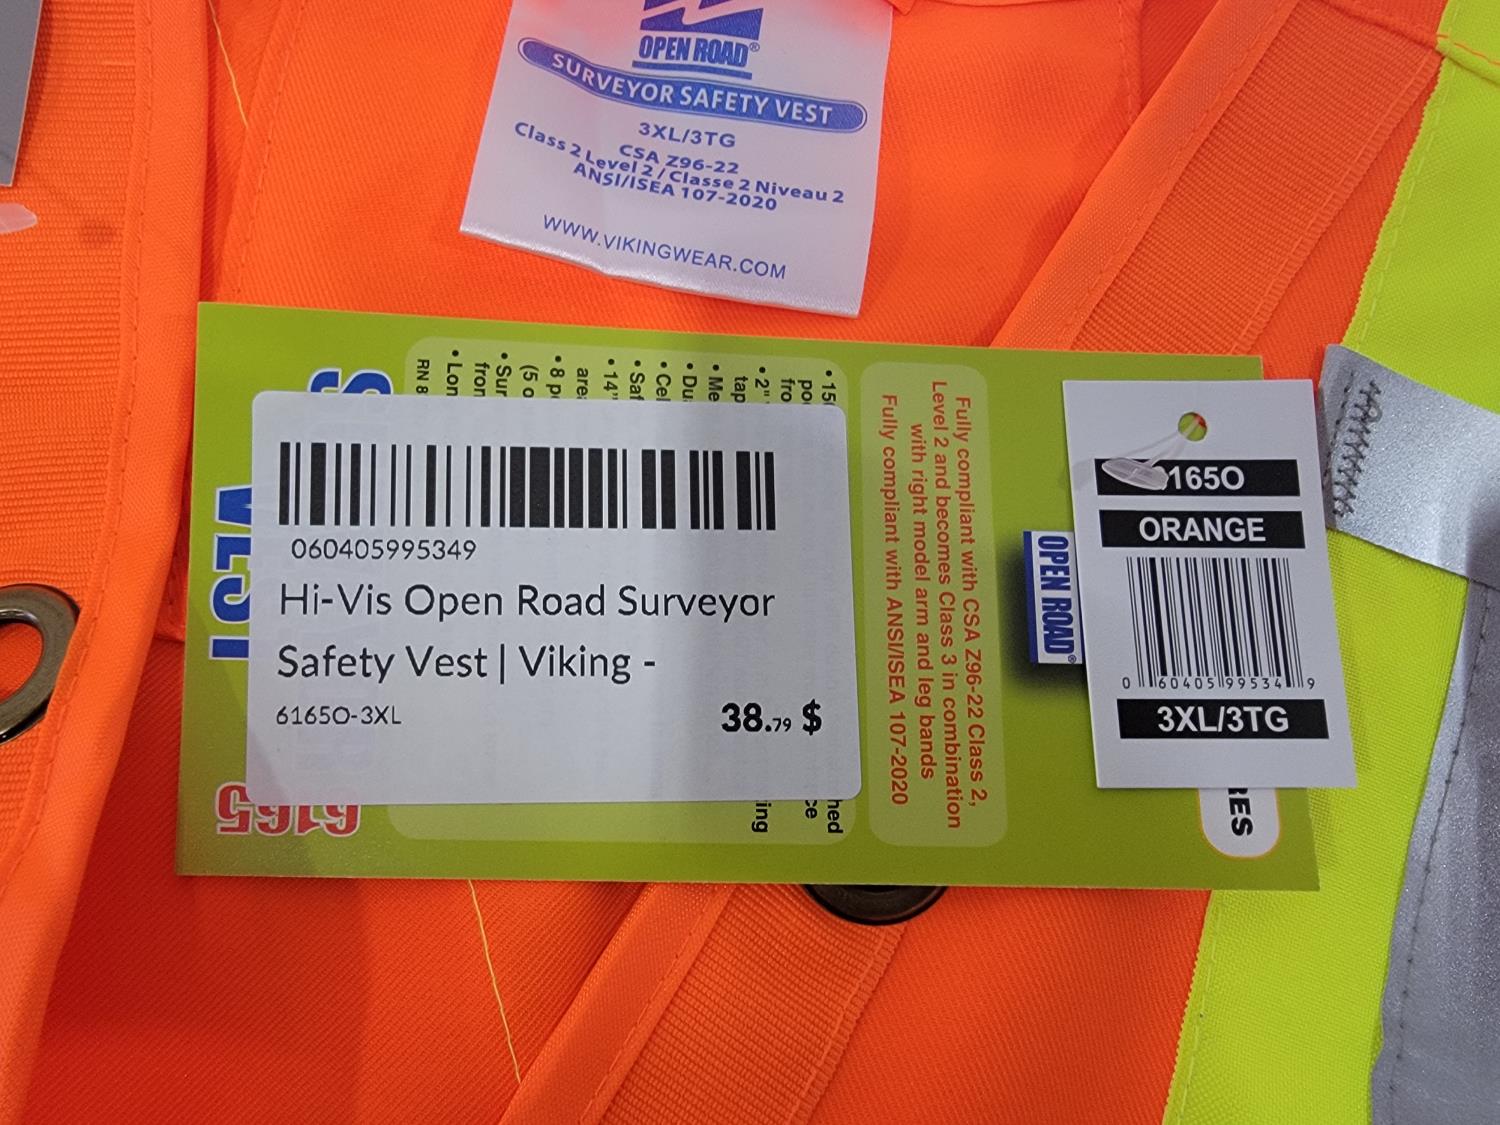 OPEN ROAD®
SURVEYOR SAFETY VEST
3XL/3TG
CSA Z96-22
Class 2 Level 2 / Classe 2 Niveau 2
ANSI/ISEA 107-2020
WWW.VIKINGWEAR.COM
060405995349
Hi-Vis Open Road Surveyor
Safety Vest | Viking -
6165O-3XL
38.79 $
VEST
6165
RN 8
Fully compliant with CSA Z96-22 Class 2,
Level 2 and becomes Class 3 in combination
with right model arm and leg bands
Fully compliant with ANSI/ISEA 107-2020
OPEN ROAD®
165O
ORANGE
0 60405 99534 9
3XL/3TG